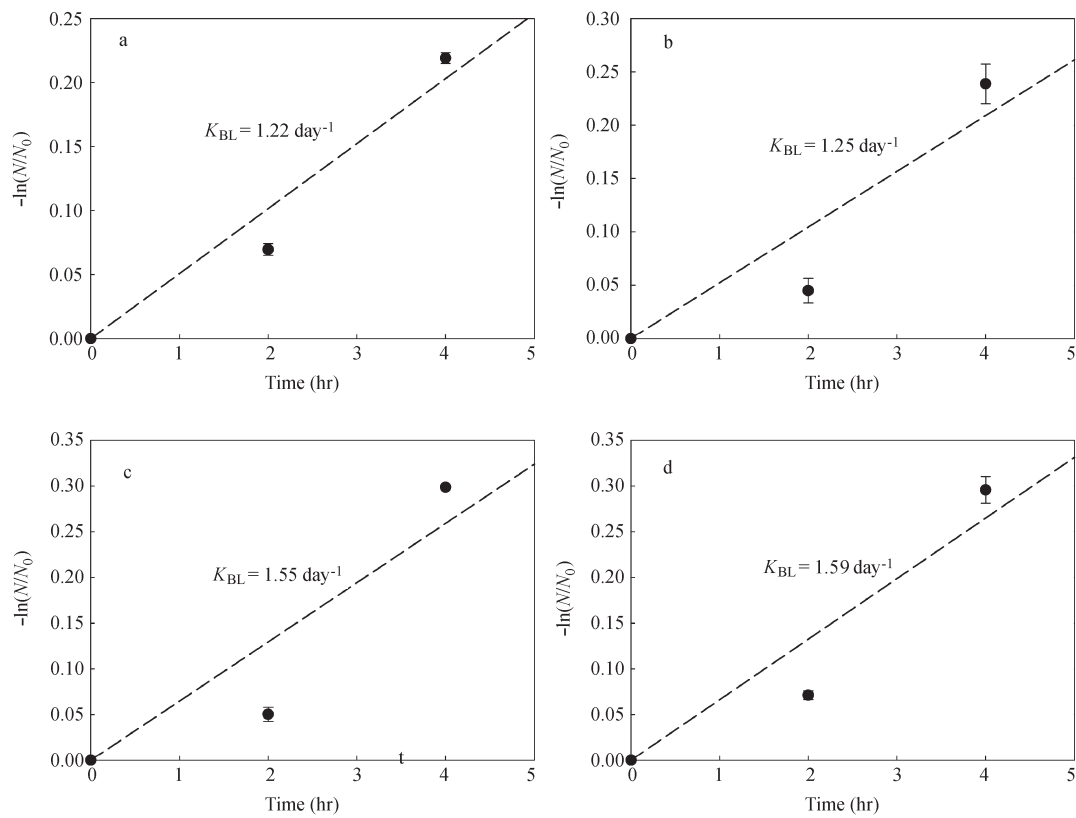 0.25
a
0.20
K_BL = 1.22 day^-1
0.15
0.10
0.05
0.00
-ln(N/N_0)
0 1 2 3 4 5
Time (hr)
0.30
b
0.25
0.20
K_BL = 1.25 day^-1
0.15
0.10
0.05
0.00
-ln(N/N_0)
0 1 2 3 4 5
Time (hr)
0.35
c
0.30
0.25
K_BL = 1.55 day^-1
0.20
0.15
0.10
0.05
0.00
t
-ln(N/N_0)
0 1 2 3 4 5
Time (hr)
0.35
d
0.30
0.25
K_BL = 1.59 day^-1
0.20
0.15
0.10
0.05
0.00
-ln(N/N_0)
0 1 2 3 4 5
Time (hr)